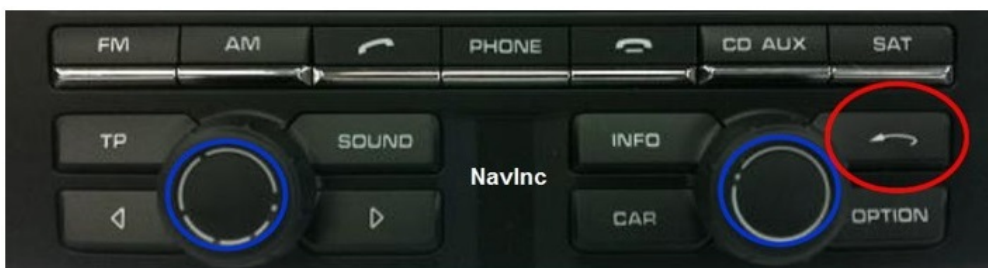 FM AM PHONE CD AUX SAT
TP SOUND INFO
NavInc
CAR OPTION